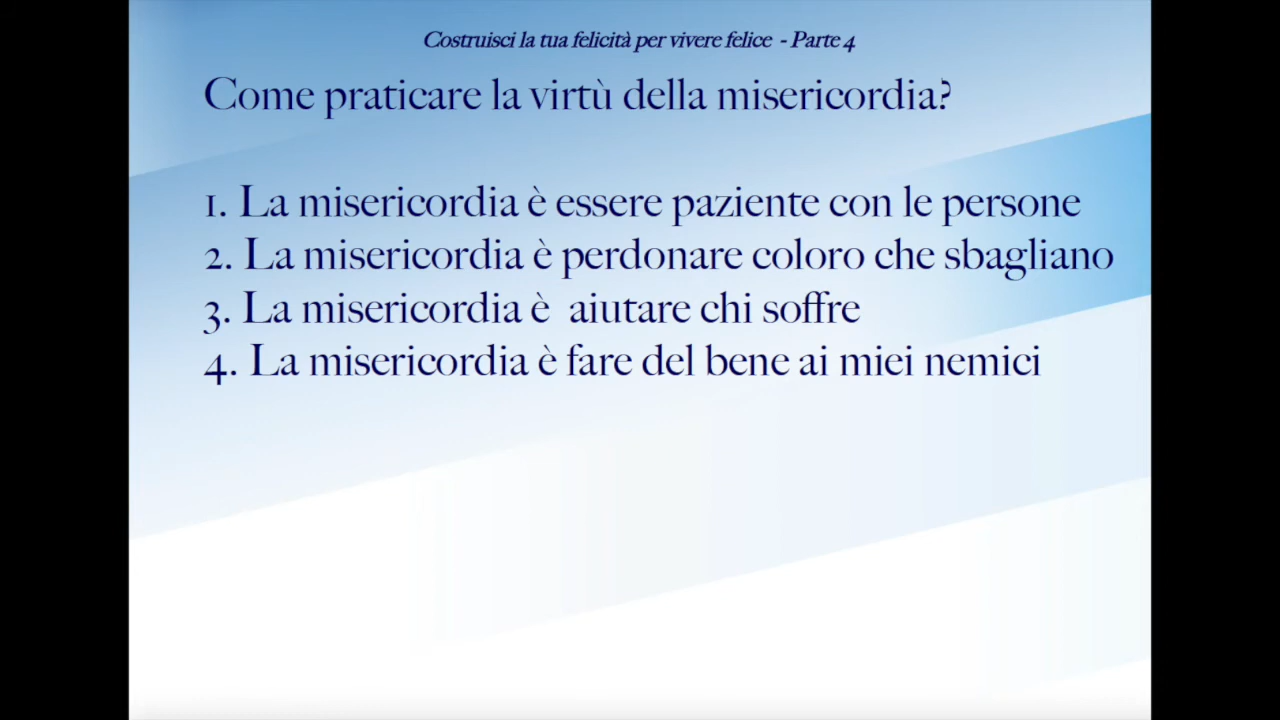 Costruisci la tua felicità per vivere felice - Parte 4
Come praticare la virtù della misericordia?
1. La misericordia è essere paziente con le persone
2. La misericordia è perdonare coloro che sbagliano
3. La misericordia è aiutare chi soffre
4. La misericordia è fare del bene ai miei nemici